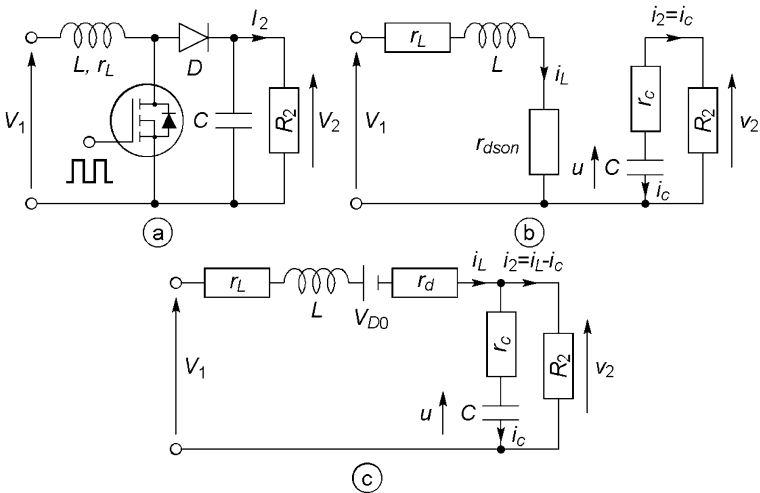 I2
L, rL
D
V1
C
R2
V2
a
rL
L
iL
V1
rdson
i2=ic
rc
R2
v2
u
C
ic
b
rL
L
VD0
rd
iL
i2=iL-ic
V1
rc
R2
v2
u
C
ic
c